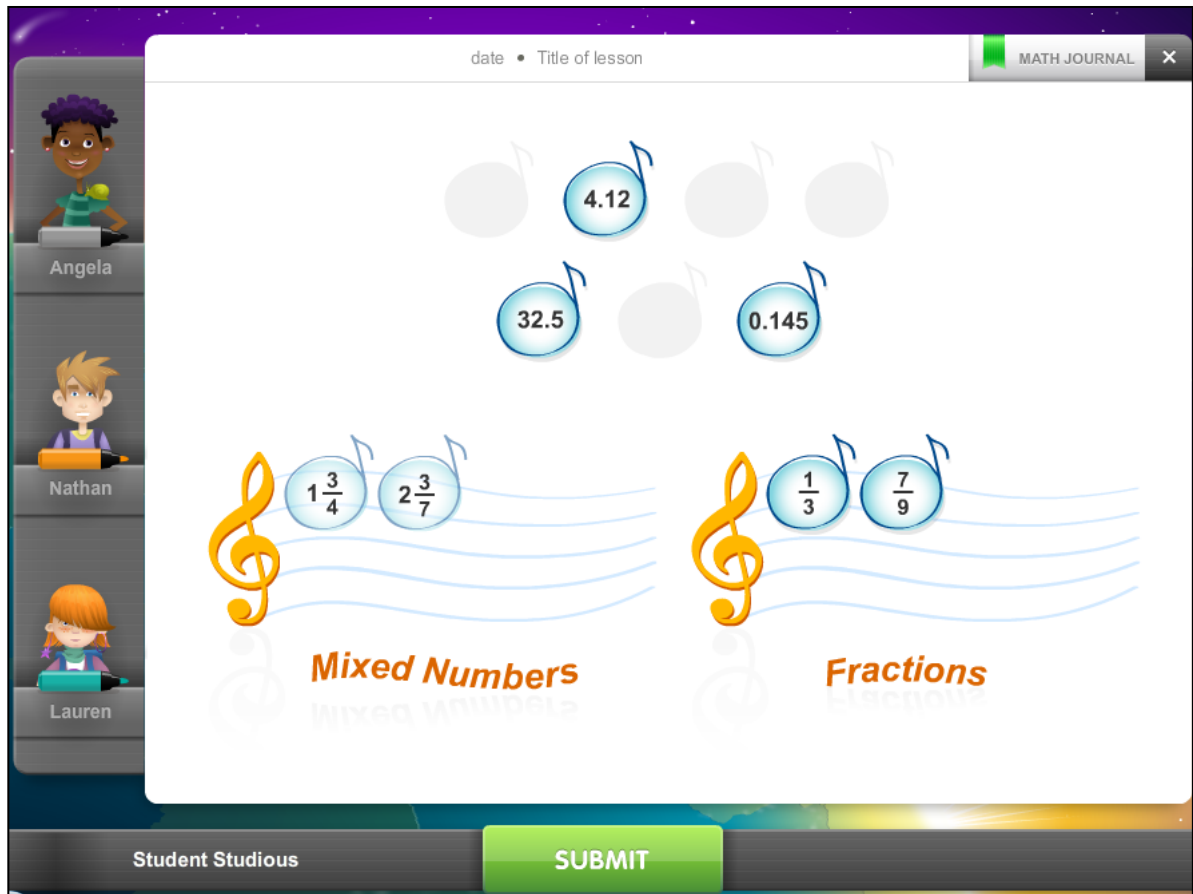 date • Title of lesson
MATH JOURNAL
×
4.12
32.5
0.145
1 3/4
2 3/7
1/3
7/9
Angela
Nathan
Lauren
Mixed Numbers
Fractions
Student Studious
SUBMIT